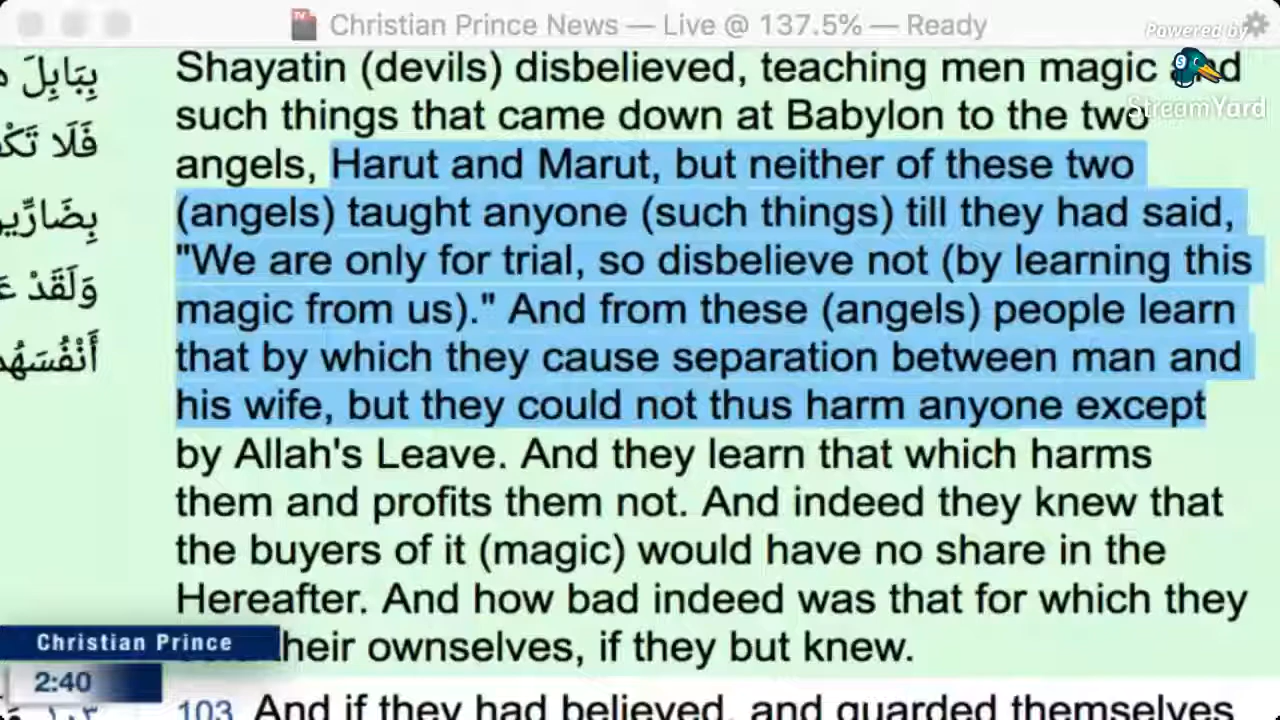 Christian Prince News — Live @ 137.5% — Ready
Powered by
StreamYard
Shayatin (devils) disbelieved, teaching men magic and
such things that came down at Babylon to the two
angels, Harut and Marut, but neither of these two
(angels) taught anyone (such things) till they had said,
"We are only for trial, so disbelieve not (by learning this
magic from us)." And from these (angels) people learn
that by which they cause separation between man and
his wife, but they could not thus harm anyone except
by Allah's Leave. And they learn that which harms
them and profits them not. And indeed they knew that
the buyers of it (magic) would have no share in the
Hereafter. And how bad indeed was that for which they
their ownselves, if they but knew.
103 And if they had believed, and guarded themselves
بِبَابِلَ
فَلَا
وَلَقَدْ
Christian Prince
2:40
١٠٣